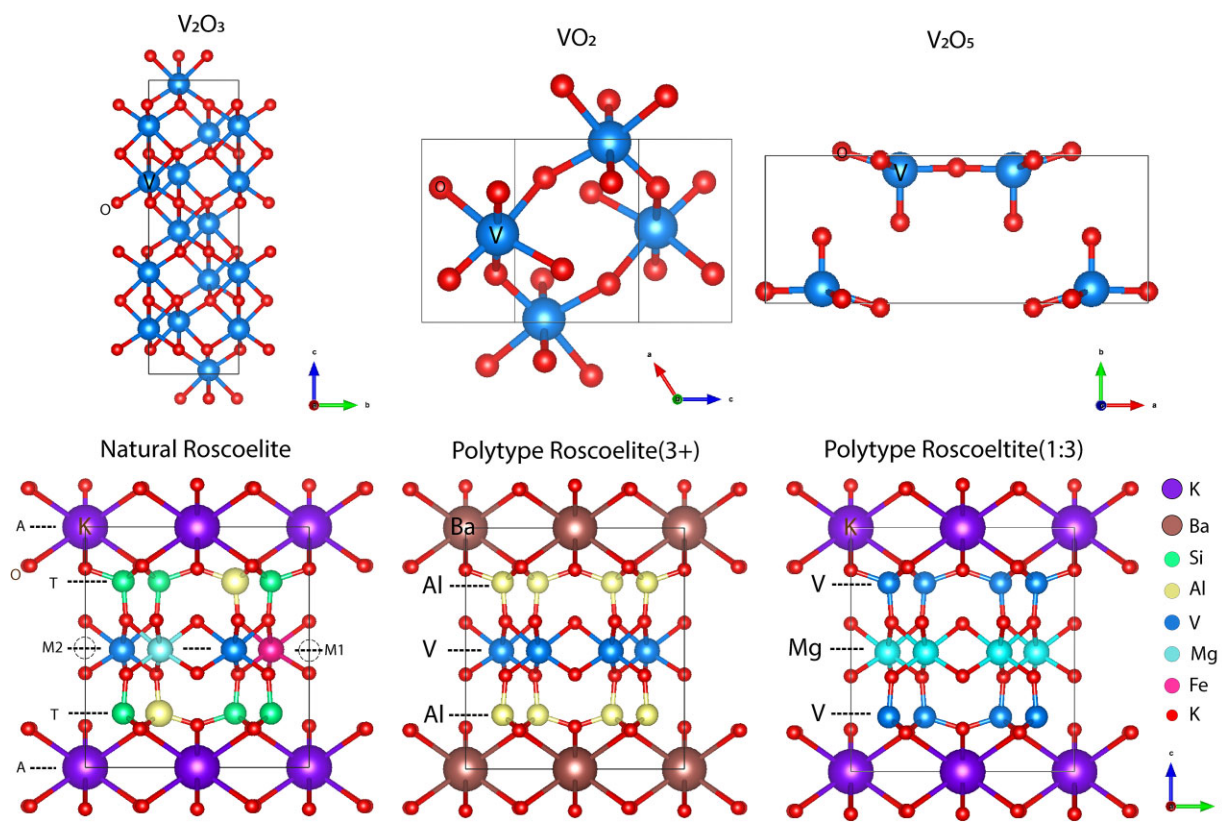 V₂O₃
VO₂
V₂O₅
V
O
c
b
O
V
a
c
O
V
b
a
Natural Roscoelite
Polytype Roscoelite(3+)
Polytype Roscoeltite(1:3)
A
K
O
T
M2
M1
T
A
Ba
Al
V
Al
K
V
Mg
V
K
Ba
Si
Al
V
Mg
Fe
K
c